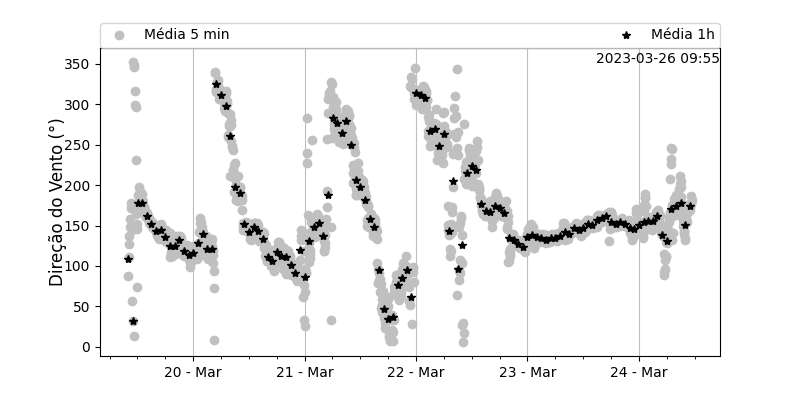 Média 5 min
Média 1h
2023-03-26 09:55
Direção do Vento (°)
350
300
250
200
150
100
50
0
20 - Mar
21 - Mar
22 - Mar
23 - Mar
24 - Mar